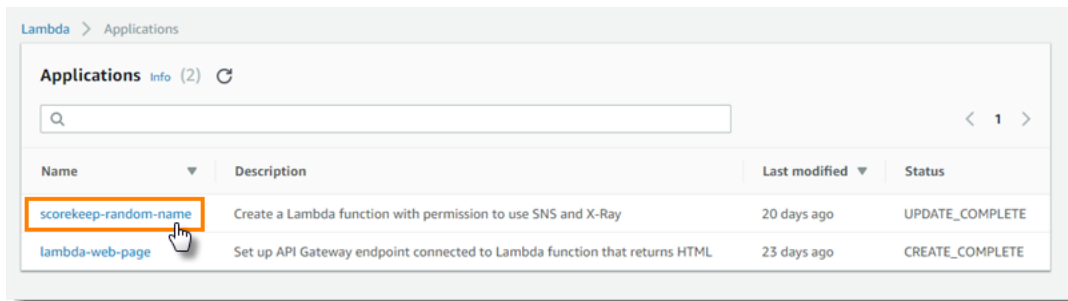 Lambda > Applications
Applications Info (2)
< 1 >
Name Description Last modified Status
scorekeep-random-name Create a Lambda function with permission to use SNS and X-Ray 20 days ago UPDATE_COMPLETE
lambda-web-page Set up API Gateway endpoint connected to Lambda function that returns HTML 23 days ago CREATE_COMPLETE